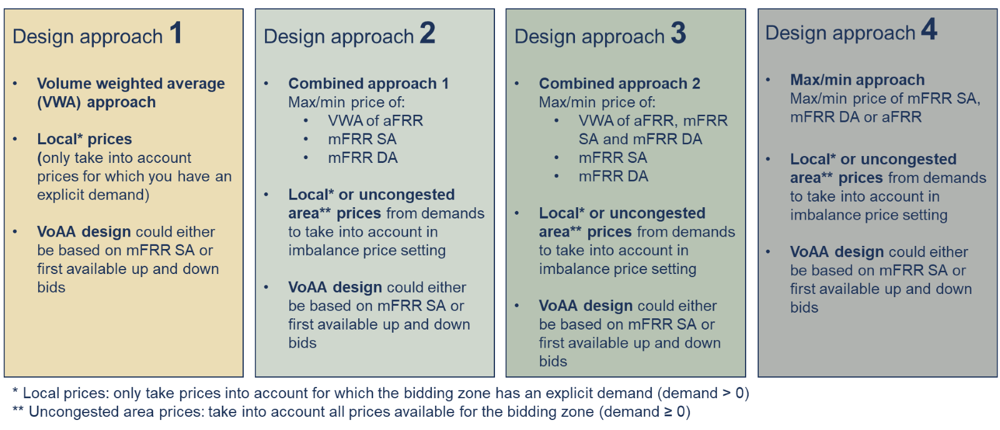 Design approach 1
• Volume weighted average
(VWA) approach
• Local* prices
(only take into account
prices for which you have an
explicit demand)
• VoAA design could either
be based on mFRR SA or
first available up and down
bids
Design approach 2
• Combined approach 1
Max/min price of:
• VWA of aFRR
• mFRR SA
• mFRR DA
• Local* or uncongested
area** prices from demands
to take into account in
imbalance price setting
• VoAA design could either
be based on mFRR SA or
first available up and down
bids
Design approach 3
• Combined approach 2
Max/min price of:
• VWA of aFRR, mFRR
SA and mFRR DA
• mFRR SA
• mFRR DA
• Local* or uncongested
area** prices from demands
to take into account in
imbalance price setting
• VoAA design could either
be based on mFRR SA or
first available up and down
bids
Design approach 4
• Max/min approach
Max/min price of mFRR SA,
mFRR DA or aFRR
• Local* or uncongested
area** prices from demands
to take into account in
imbalance price setting
• VoAA design could either
be based on mFRR SA or
first available up and down
bids
* Local prices: only take prices into account for which the bidding zone has an explicit demand (demand > 0)
** Uncongested area prices: take into account all prices available for the bidding zone (demand ≥ 0)